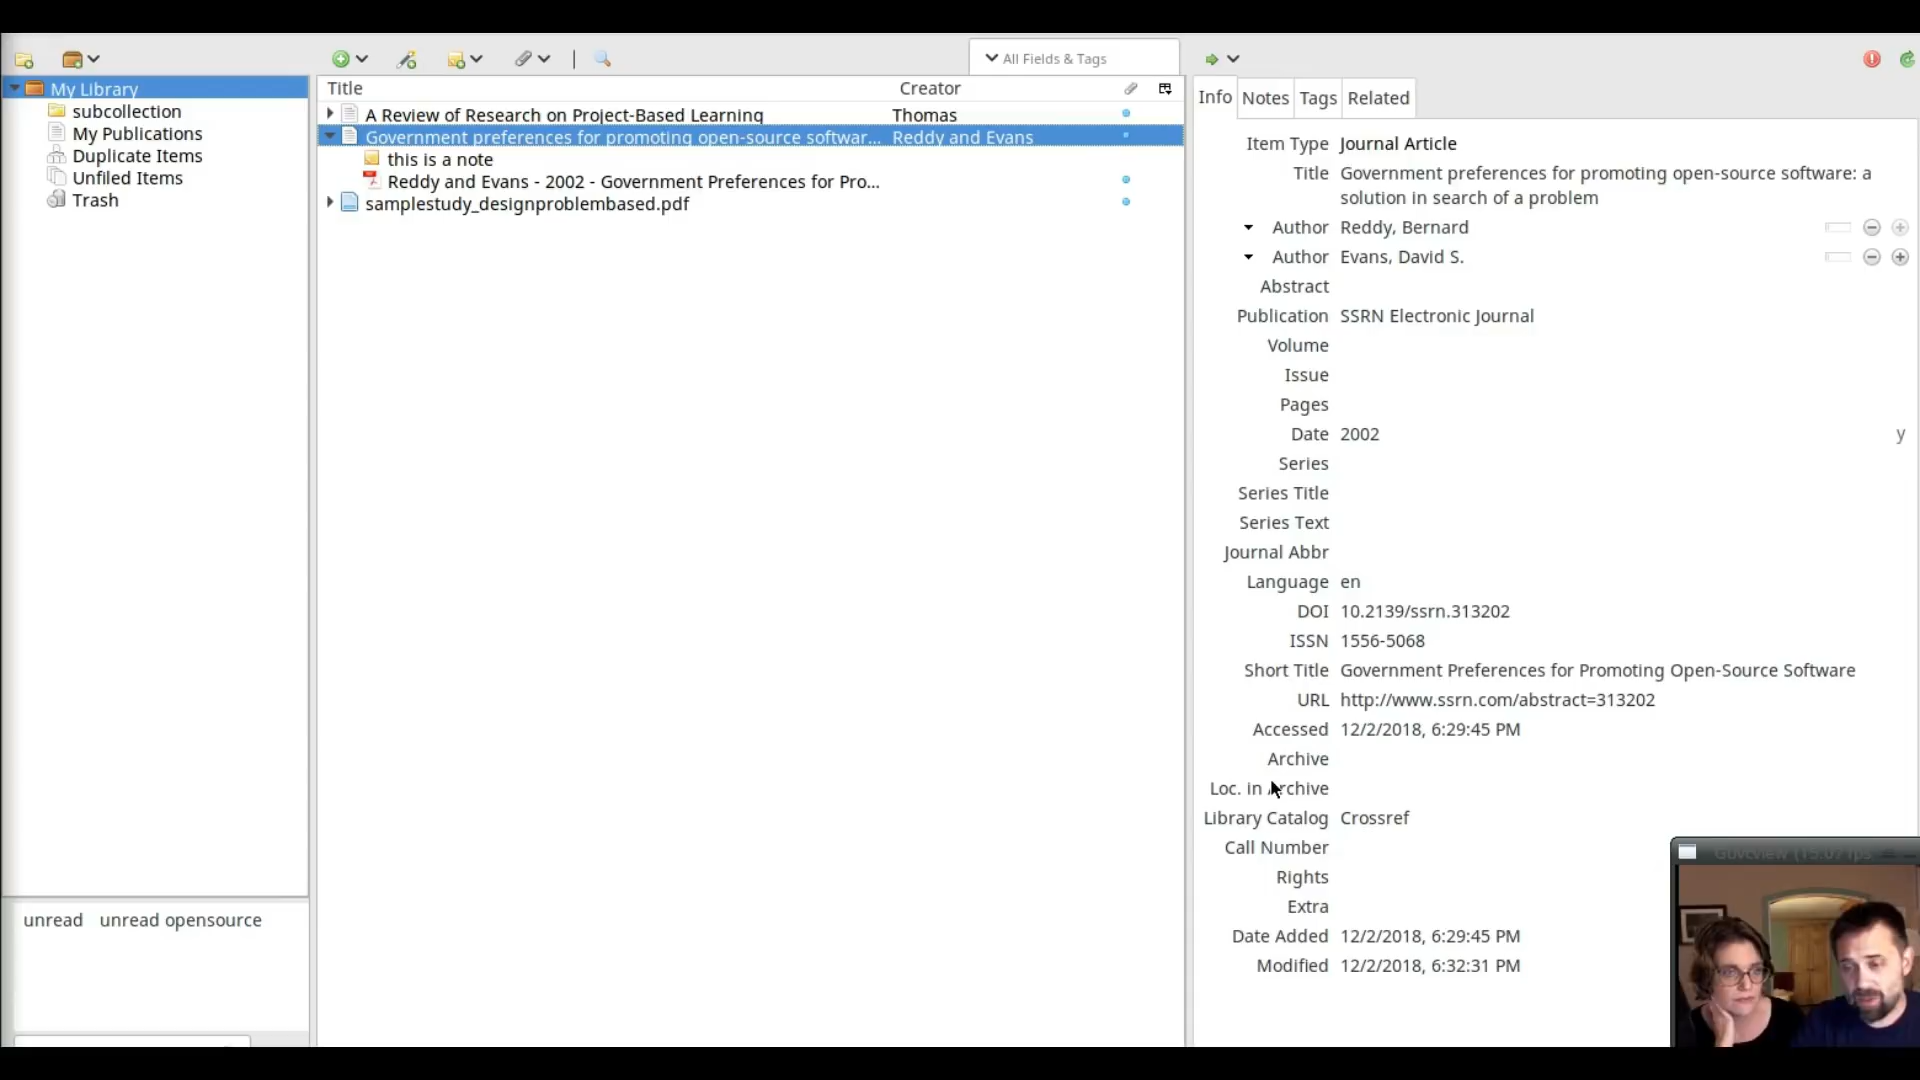 All Fields & Tags
My Library
subcollection
My Publications
Duplicate Items
Unfiled Items
Trash
unread unread opensource
Title Creator
A Review of Research on Project-Based Learning Thomas
Government preferences for promoting open-source softwar... Reddy and Evans
this is a note
Reddy and Evans - 2002 - Government Preferences for Pro...
samplestudy_designproblembased.pdf
Info Notes Tags Related
Item Type Journal Article
Title Government preferences for promoting open-source software: a
solution in search of a problem
Author Reddy, Bernard
Author Evans, David S.
Abstract
Publication SSRN Electronic Journal
Volume
Issue
Pages
Date 2002 y
Series
Series Title
Series Text
Journal Abbr
Language en
DOI 10.2139/ssrn.313202
ISSN 1556-5068
Short Title Government Preferences for Promoting Open-Source Software
URL http://www.ssrn.com/abstract=313202
Accessed 12/2/2018, 6:29:45 PM
Archive
Loc. in Archive
Library Catalog Crossref
Call Number
Rights
Extra
Date Added 12/2/2018, 6:29:45 PM
Modified 12/2/2018, 6:32:31 PM
Guvcview